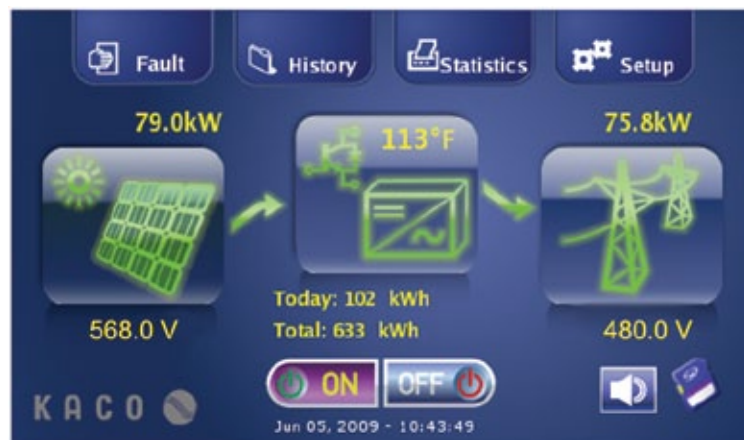 Fault History Statistics Setup
79.0kW 113°F 75.8kW
Today: 102 kWh
568.0 V Total: 633 kWh 480.0 V
ON OFF
KACO
Jun 05, 2009 - 10:43:49